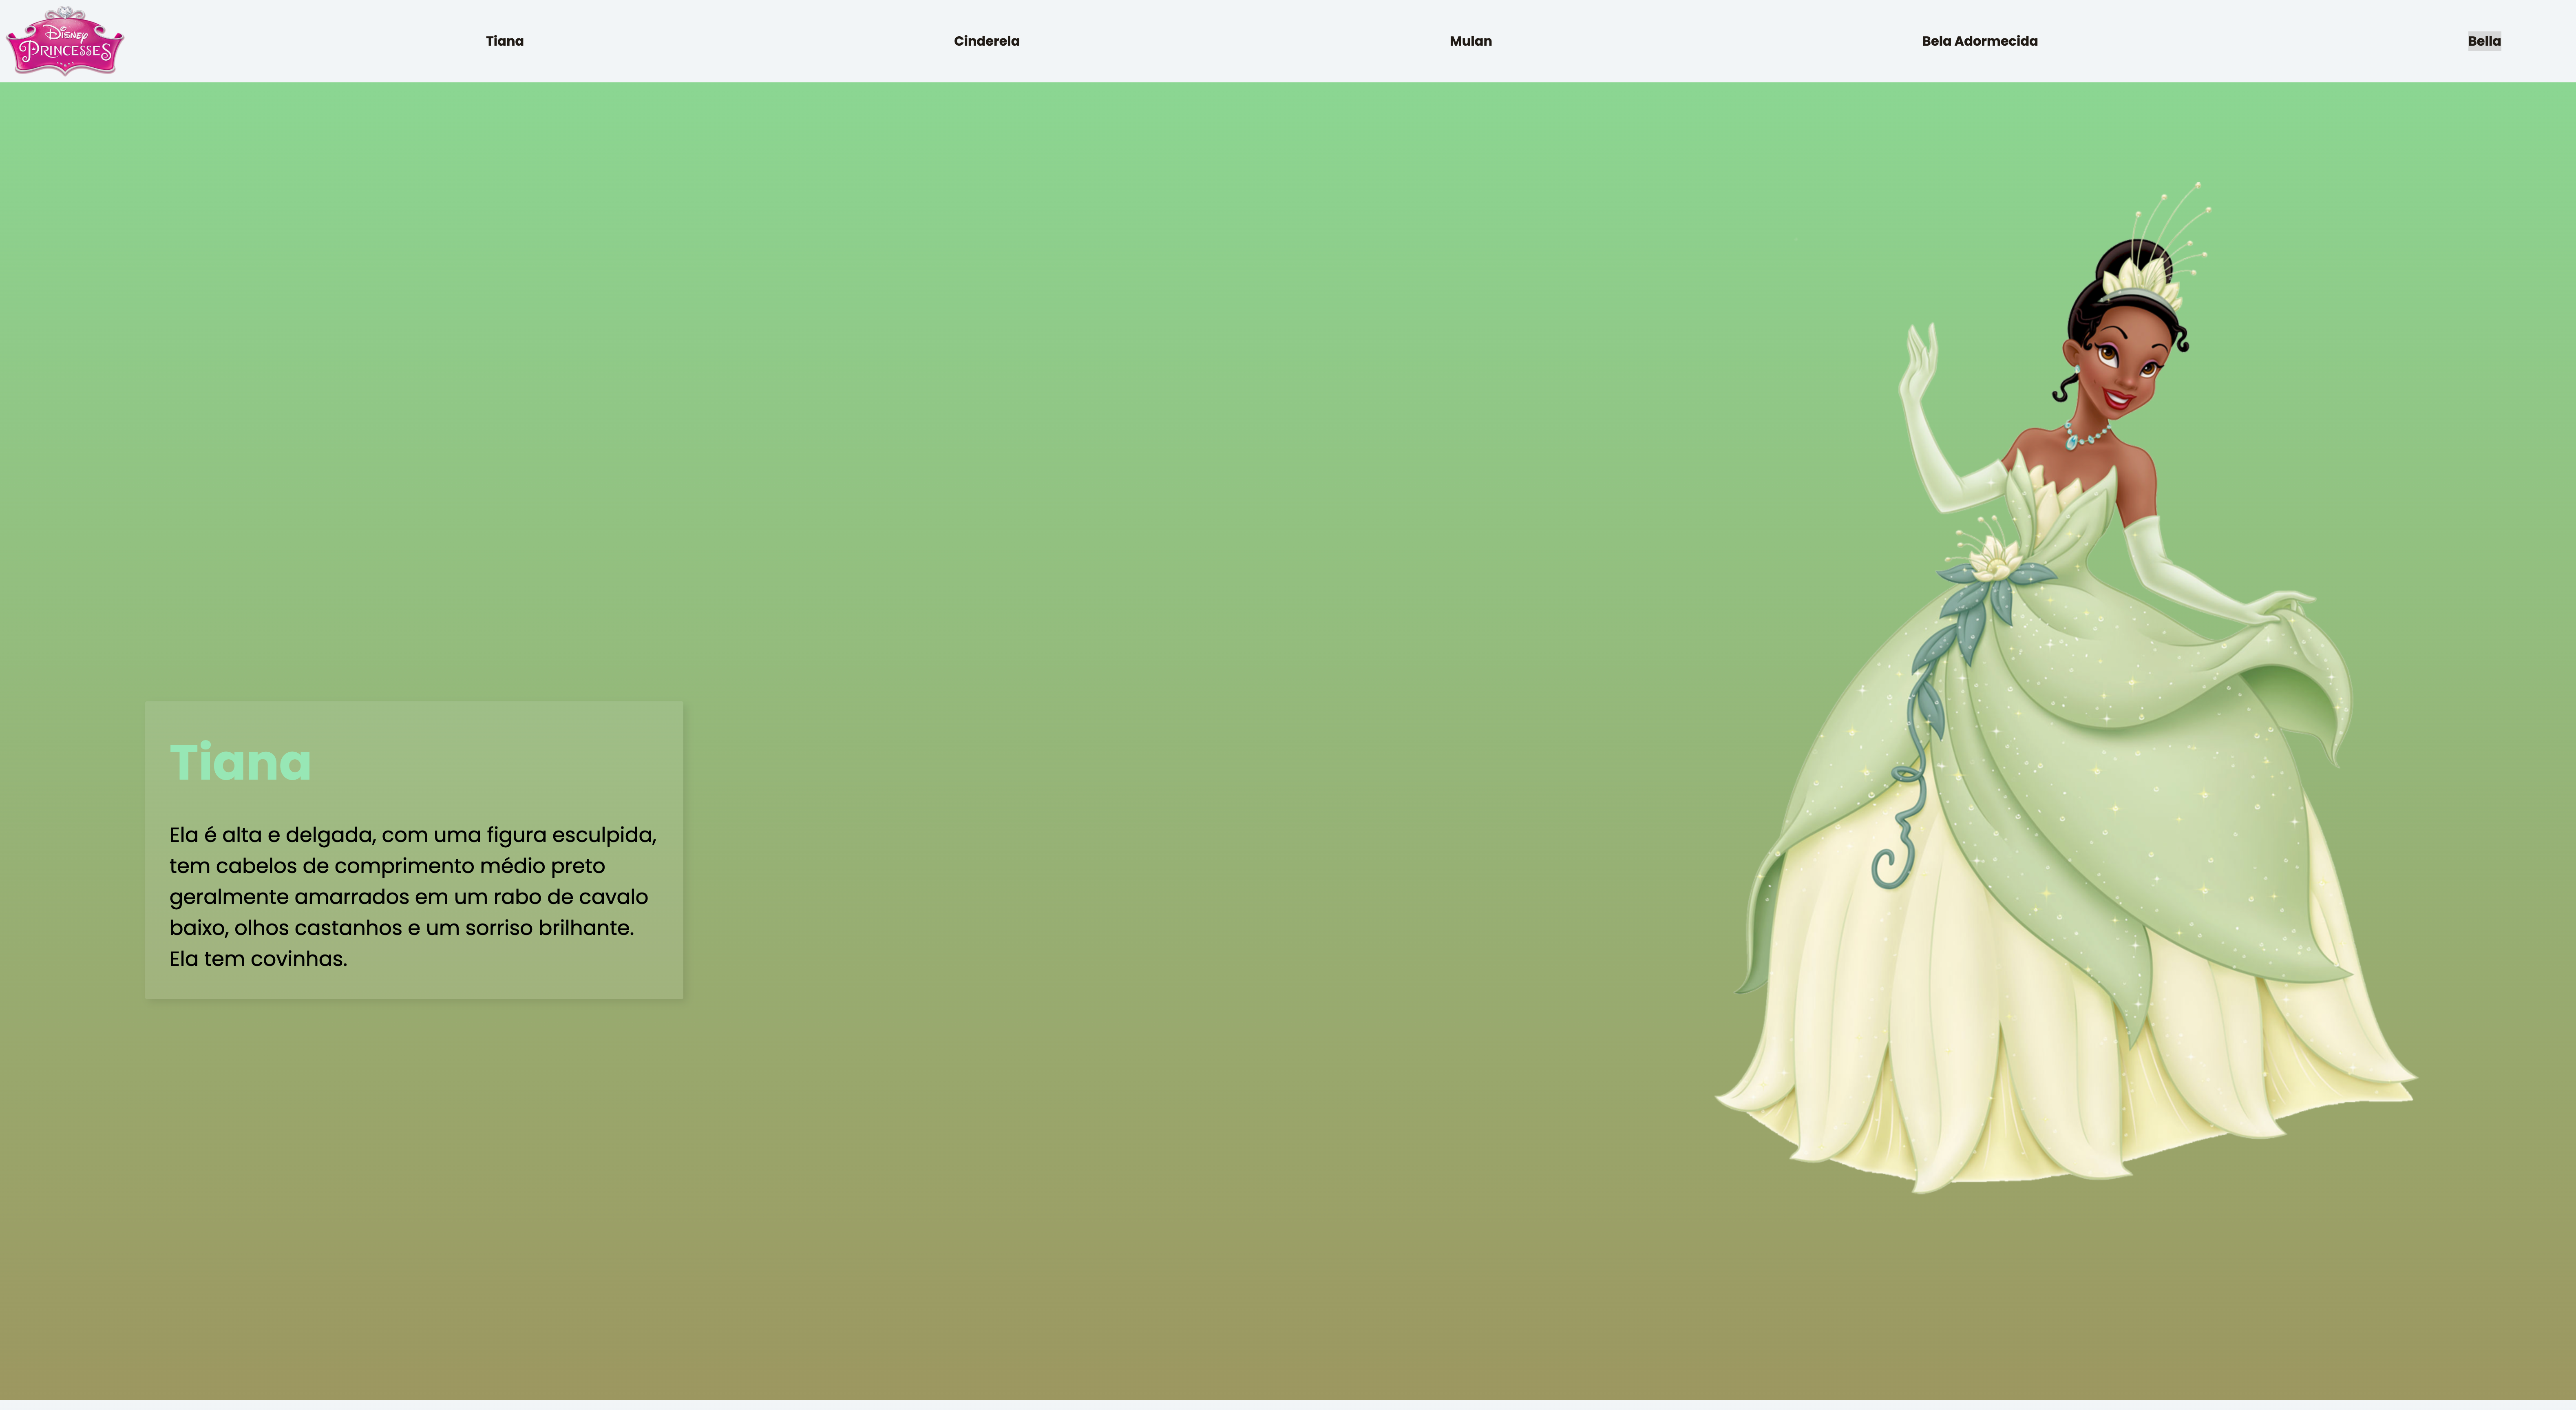 Disney
PRINCESSES
Tiana
Cinderela
Mulan
Bela Adormecida
Bella
Tiana
Ela é alta e delgada, com uma figura esculpida,
tem cabelos de comprimento médio preto
geralmente amarrados em um rabo de cavalo
baixo, olhos castanhos e um sorriso brilhante.
Ela tem covinhas.